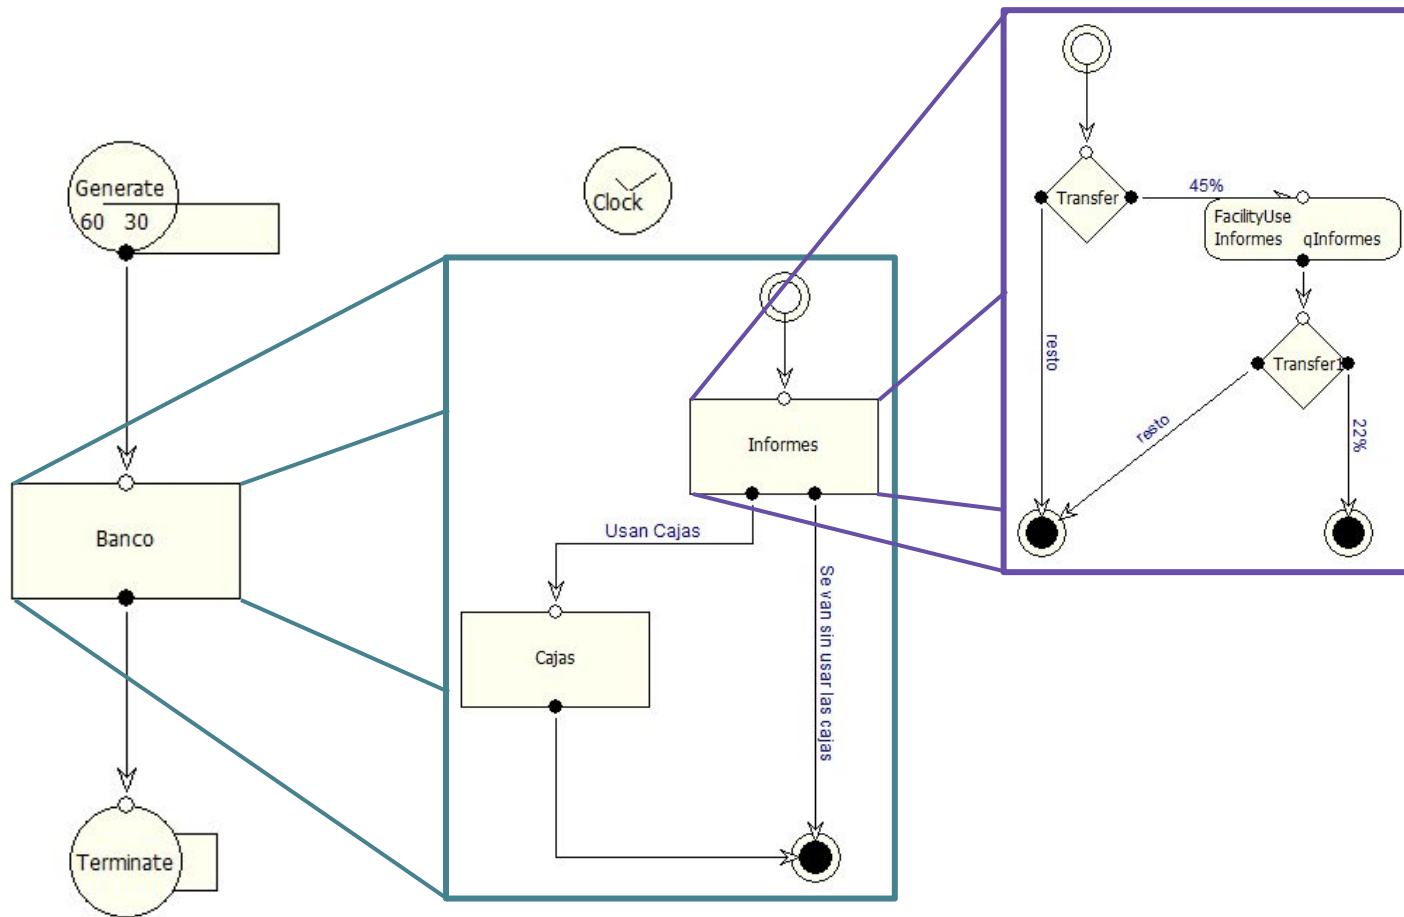 Generate
60 30
Banco
Terminate
Clock
Informes
Usan Cajas
Se van sin usar las cajas
Cajas
Transfer
45%
resto
FacilityUse
Informes qInformes
Transfer1
resto
22%